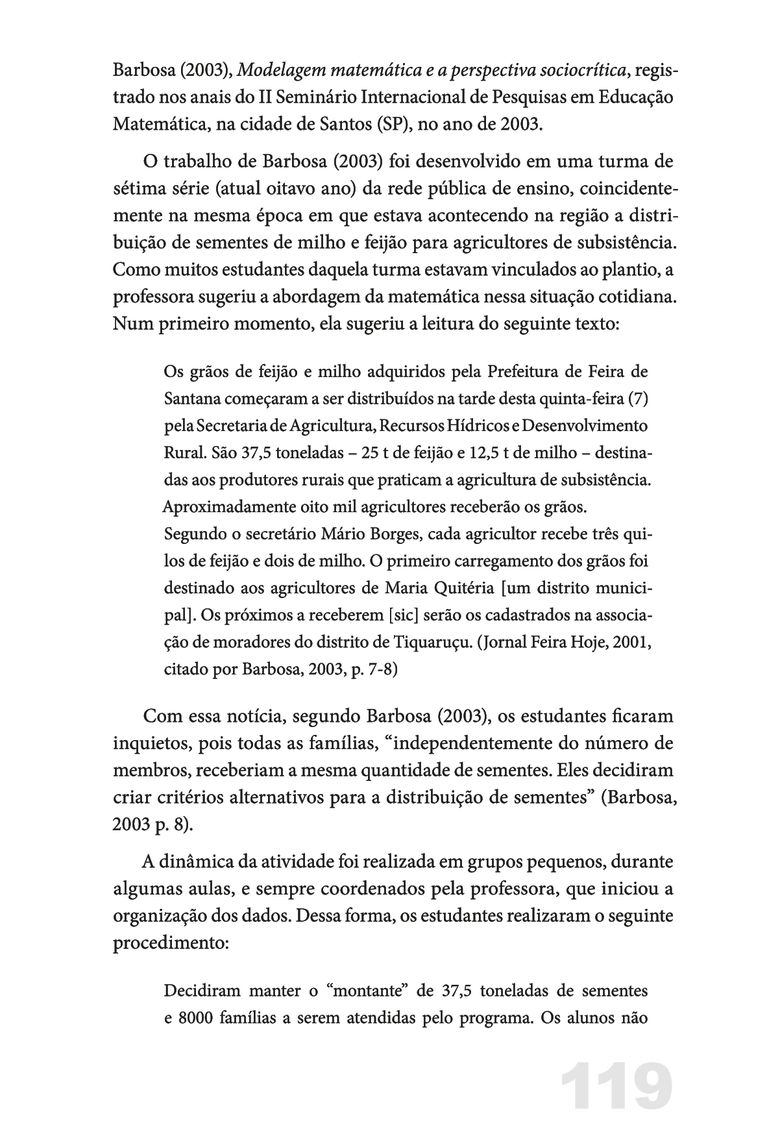 Barbosa (2003), Modelagem matemática e a perspectiva sociocrítica, regis-
trado nos anais do II Seminário Internacional de Pesquisas em Educação
Matemática, na cidade de Santos (SP), no ano de 2003.
O trabalho de Barbosa (2003) foi desenvolvido em uma turma de
sétima série (atual oitavo ano) da rede pública de ensino, coincidente-
mente na mesma época em que estava acontecendo na região a distri-
buição de sementes de milho e feijão para agricultores de subsistência.
Como muitos estudantes daquela turma estavam vinculados ao plantio, a
professora sugeriu a abordagem da matemática nessa situação cotidiana.
Num primeiro momento, ela sugeriu a leitura do seguinte texto:
Os grãos de feijão e milho adquiridos pela Prefeitura de Feira de
Santana começaram a ser distribuídos na tarde desta quinta-feira (7)
pela Secretaria de Agricultura, Recursos Hídricos e Desenvolvimento
Rural. São 37,5 toneladas – 25 t de feijão e 12,5 t de milho – destina-
das aos produtores rurais que praticam a agricultura de subsistência.
Aproximadamente oito mil agricultores receberão os grãos.
Segundo o secretário Mário Borges, cada agricultor recebe três qui-
los de feijão e dois de milho. O primeiro carregamento dos grãos foi
destinado aos agricultores de Maria Quitéria [um distrito munici-
pal]. Os próximos a receberem [sic] serão os cadastrados na associa-
ção de moradores do distrito de Tiquaruçu. (Jornal Feira Hoje, 2001,
citado por Barbosa, 2003, p. 7-8)
Com essa notícia, segundo Barbosa (2003), os estudantes ficaram
inquietos, pois todas as famílias, “independentemente do número de
membros, receberiam a mesma quantidade de sementes. Eles decidiram
criar critérios alternativos para a distribuição de sementes” (Barbosa,
2003 p. 8).
A dinâmica da atividade foi realizada em grupos pequenos, durante
algumas aulas, e sempre coordenados pela professora, que iniciou a
organização dos dados. Dessa forma, os estudantes realizaram o seguinte
procedimento:
Decidiram manter o “montante” de 37,5 toneladas de sementes
e 8000 famílias a serem atendidas pelo programa. Os alunos não
119